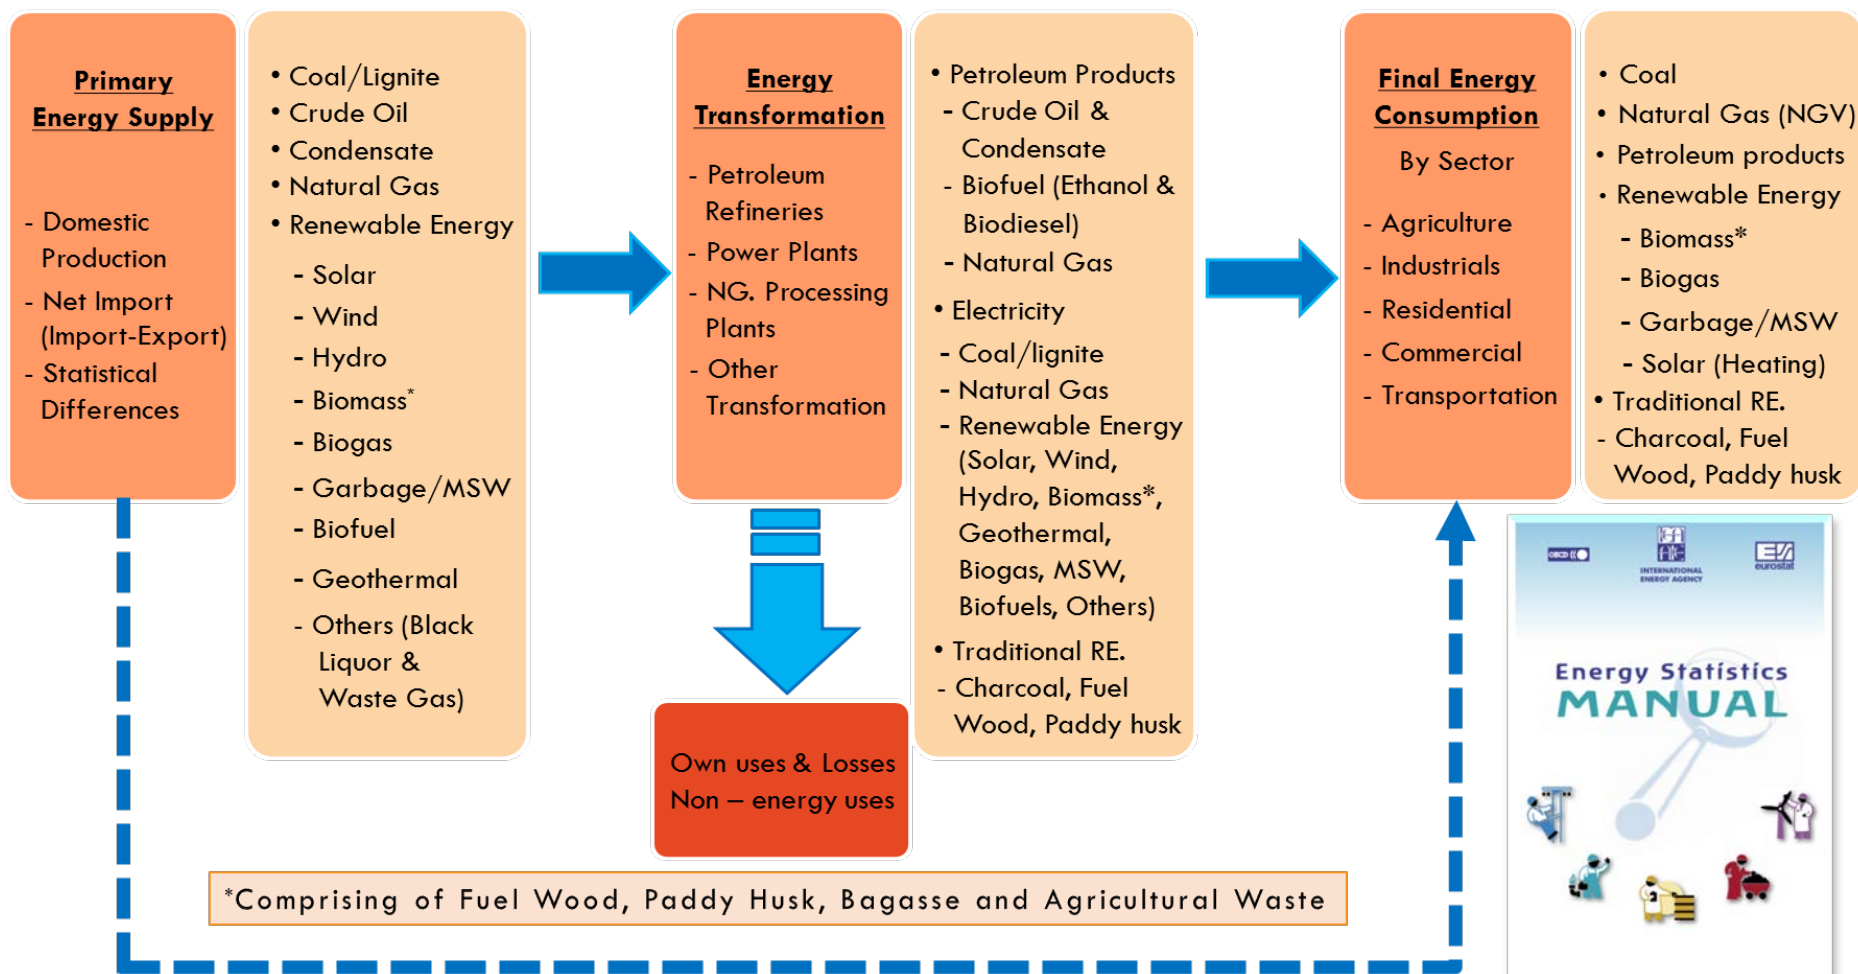 Primary
Energy Supply
- Domestic
Production
- Net Import
(Import-Export)
- Statistical
Differences
• Coal/Lignite
• Crude Oil
• Condensate
• Natural Gas
• Renewable Energy
- Solar
- Wind
- Hydro
- Biomass*
- Biogas
- Garbage/MSW
- Biofuel
- Geothermal
- Others (Black
Liquor &
Waste Gas)
Energy
Transformation
- Petroleum
Refineries
- Power Plants
- NG. Processing
Plants
- Other
Transformation
• Petroleum Products
- Crude Oil &
Condensate
- Biofuel (Ethanol &
Biodiesel)
- Natural Gas
• Electricity
- Coal/lignite
- Natural Gas
- Renewable Energy
(Solar, Wind,
Hydro, Biomass*,
Geothermal,
Biogas, MSW,
Biofuels, Others)
• Traditional RE.
- Charcoal, Fuel
Wood, Paddy husk
Own uses & Losses
Non – energy uses
Final Energy
Consumption
By Sector
- Agriculture
- Industrials
- Residential
- Commercial
- Transportation
• Coal
• Natural Gas (NGV)
• Petroleum products
• Renewable Energy
- Biomass*
- Biogas
- Garbage/MSW
- Solar (Heating)
• Traditional RE.
- Charcoal, Fuel
Wood, Paddy husk
OECD
INTERNATIONAL
ENERGY AGENCY
eurostat
Energy Statistics
MANUAL
*Comprising of Fuel Wood, Paddy Husk, Bagasse and Agricultural Waste